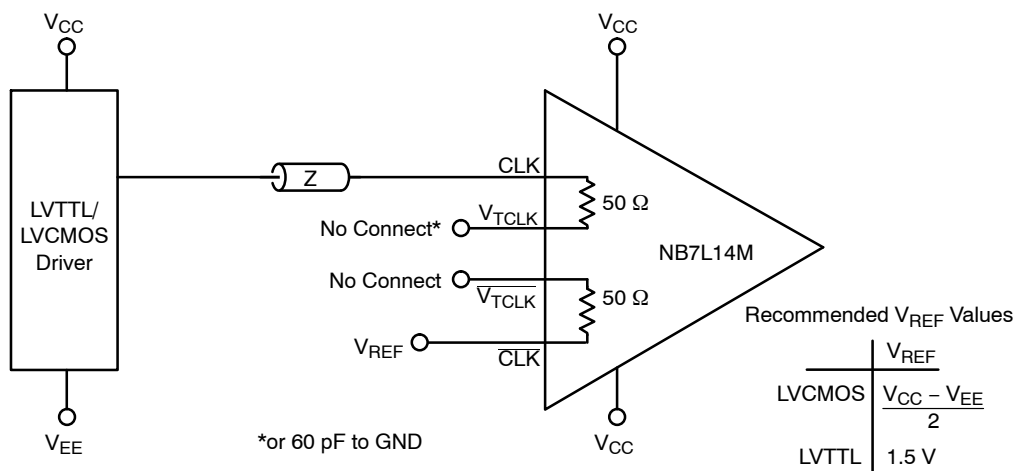 V_CC
V_CC
LVTTL/
LVCMOS
Driver
Z
CLK
50 Ω
V_TCLK
No Connect*
NB7L14M
No Connect
V̅_T̅C̅L̅K̅
50 Ω
V_REF
C̅L̅K̅
V_EE
*or 60 pF to GND
V_CC
Recommended V_REF Values
V_REF
LVCMOS
V_CC – V_EE
2
LVTTL 1.5 V